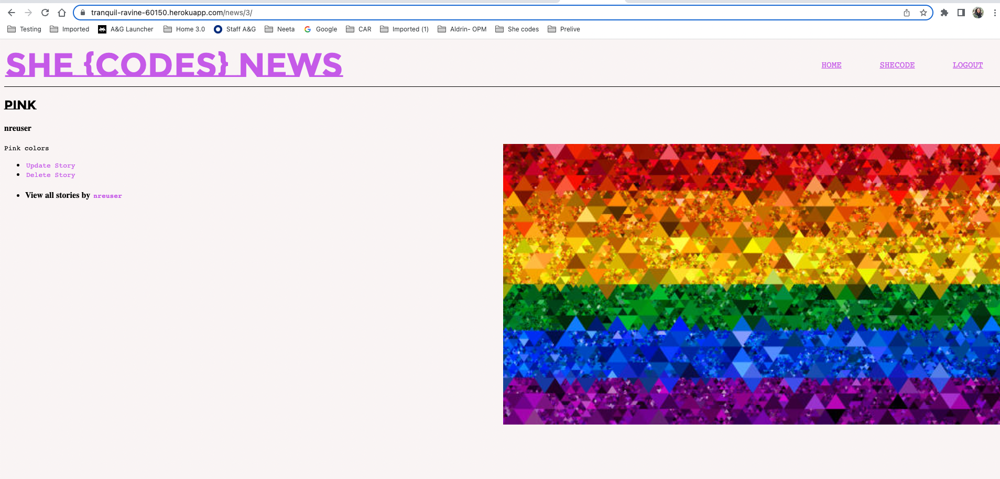 tranquil-ravine-60150.herokuapp.com/news/3/
Testing Imported A&G Launcher Home 3.0 Staff A&G Neeta Google CAR Imported (1) Aldrin- OPM She codes Prelive
SHE {CODES} NEWS HOME SHECODE LOGOUT
PINK
nreuser
Pink colors
Update Story
Delete Story
View all stories by nreuser